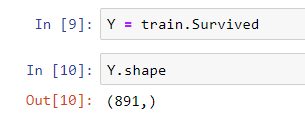 In [9]: Y = train.Survived
In [10]: Y.shape
Out[10]: (891,)